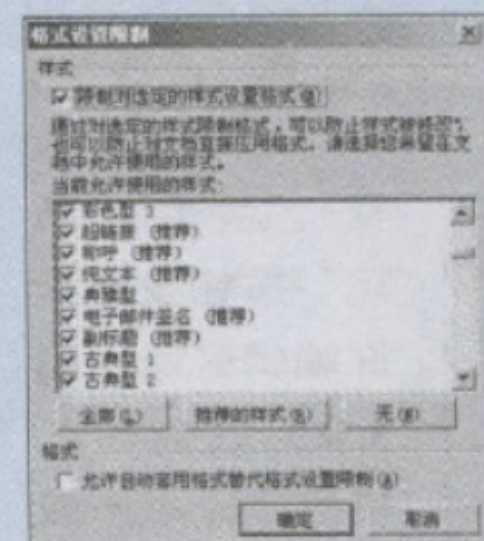 格式设置限制
样式
限制对选定的样式设置格式(L)
通过对选定的样式限制格式，可以防止样式被修改，
也可以防止对文档直接应用格式。请选择您希望在文
档中允许使用的样式。
当前允许使用的样式:
彩色型 3
超链接 (推荐)
称呼 (推荐)
纯文本 (推荐)
典雅型
电子邮件签名 (推荐)
副标题 (推荐)
古典型 1
古典型 2
全部(L) 推荐的样式(R) 无(N)
格式
允许自动套用格式替代格式设置限制(A)
确定 取消